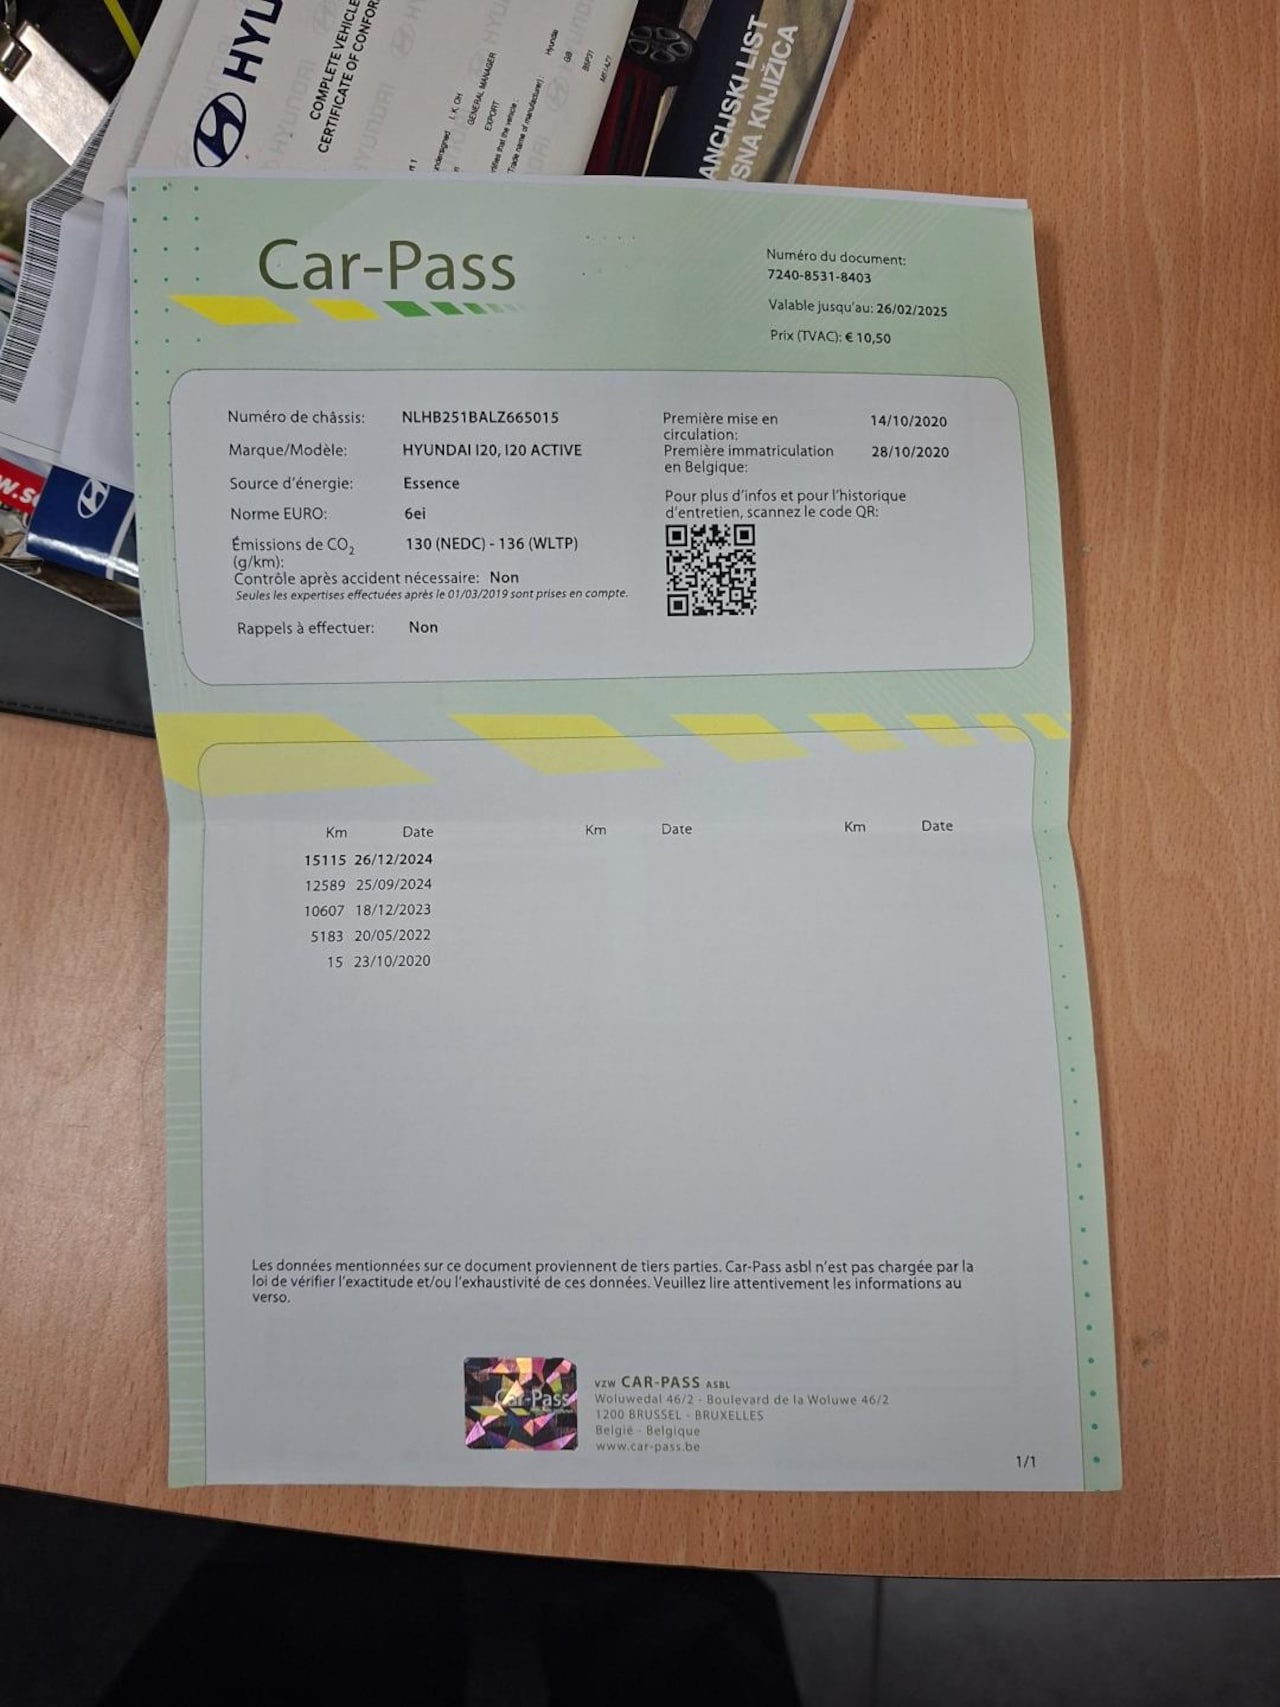 HYU
COMPLETE VEHICLE
CERTIFICATE OF CONFOR
I. K. OH
GENERAL MANAGER
EXPORT
Hyundai
GB
ANCIJSKI LIST
ISNA KNJIŽICA
Car-Pass
Numéro du document:
7240-8531-8403
Valable jusqu'au: 26/02/2025
Prix (TVAC): € 10,50
Numéro de châssis: NLHB251BALZ665015
Marque/Modèle: HYUNDAI I20, I20 ACTIVE
Source d'énergie: Essence
Norme EURO: 6ei
Émissions de CO2 130 (NEDC) - 136 (WLTP)
(g/km):
Contrôle après accident nécessaire: Non
Seules les expertises effectuées après le 01/03/2019 sont prises en compte.
Rappels à effectuer: Non
Première mise en 14/10/2020
circulation:
Première immatriculation 28/10/2020
en Belgique:
Pour plus d'infos et pour l'historique
d'entretien, scannez le code QR:
Km Date Km Date Km Date
15115 26/12/2024
12589 25/09/2024
10607 18/12/2023
5183 20/05/2022
15 23/10/2020
Les données mentionnées sur ce document proviennent de tiers parties. Car-Pass asbl n'est pas chargée par la
loi de vérifier l'exactitude et/ou l'exhaustivité de ces données. Veuillez lire attentivement les informations au
verso.
Car-Pass
VZW CAR-PASS ASBL
Woluwedal 46/2 - Boulevard de la Woluwe 46/2
1200 BRUSSEL - BRUXELLES
België - Belgique
www.car-pass.be
1/1